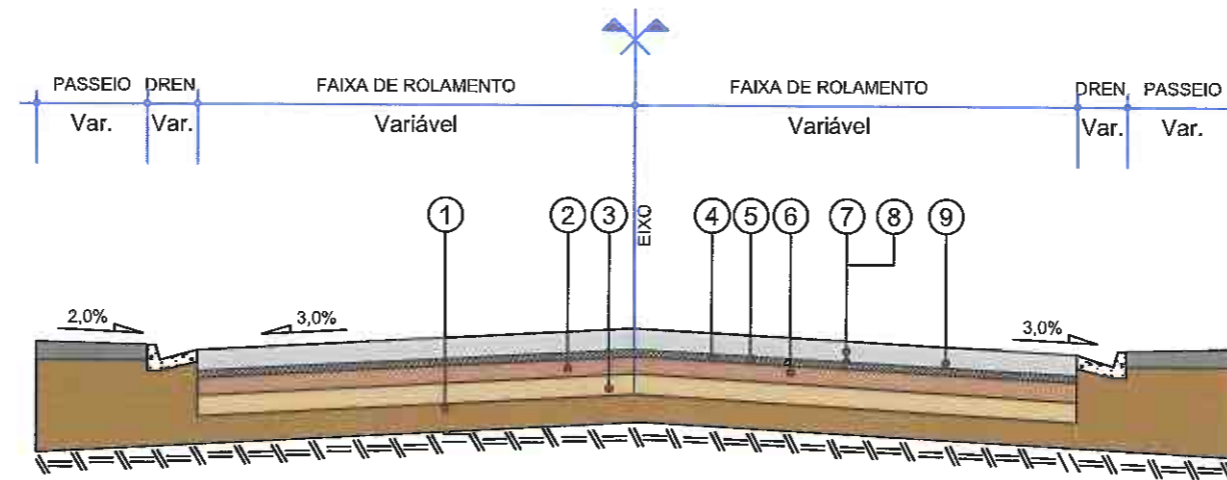 PASSEIO DREN FAIXA DE ROLAMENTO FAIXA DE ROLAMENTO DREN. PASSEIO
Var. Var. Variável Variável Var. Var.
1 2 3 4 5 6 7 8 9
EIXO
2,0% 3,0% 3,0%